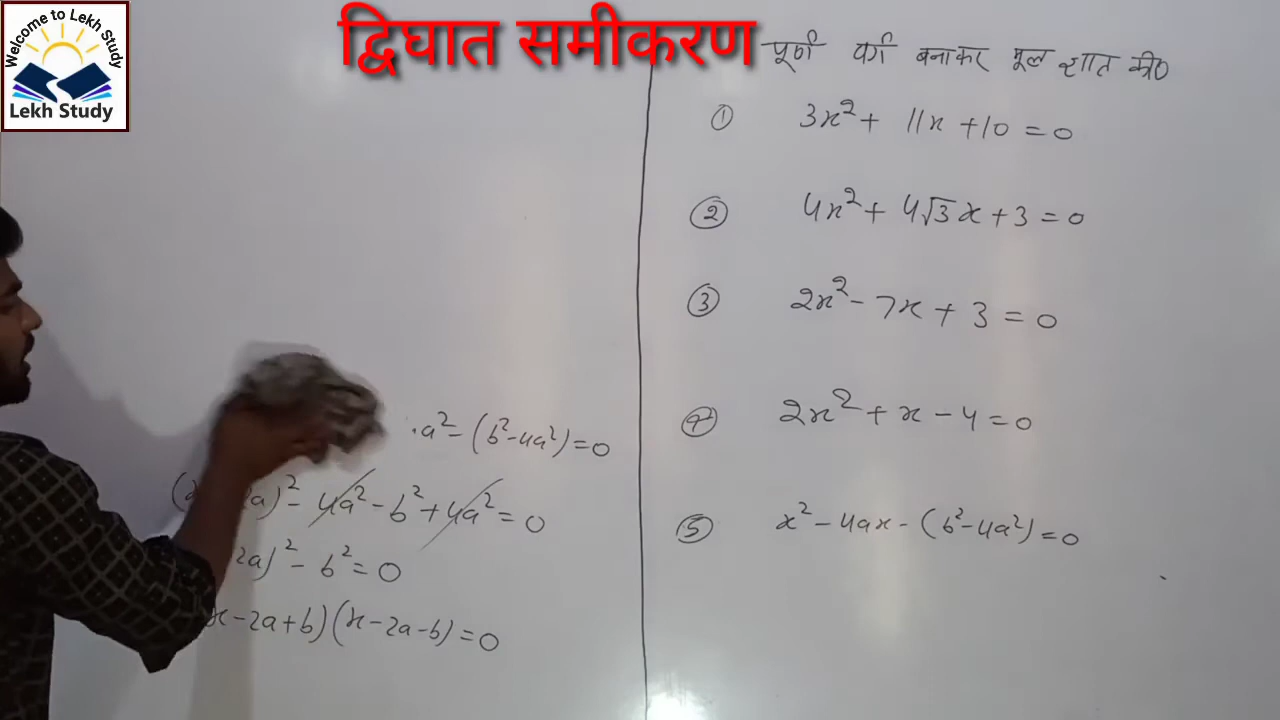 Welcome to Lekh Study
Lekh Study
द्विघात समीकरण
पूर्ण वर्ग बनाकर मूल ज्ञात की०
① 3x² + 11x + 10 = 0
② 4x² + 4√3x + 3 = 0
③ 2x² - 7x + 3 = 0
④ 2x² + x - 4 = 0
⑤ x² - 4ax - (b² - 4a²) = 0
a² - (b² - 4a²) = 0
a)² - 4a² - b² + 4a² = 0
2a)² - b² = 0
x - 2a + b) (x - 2a - b) = 0